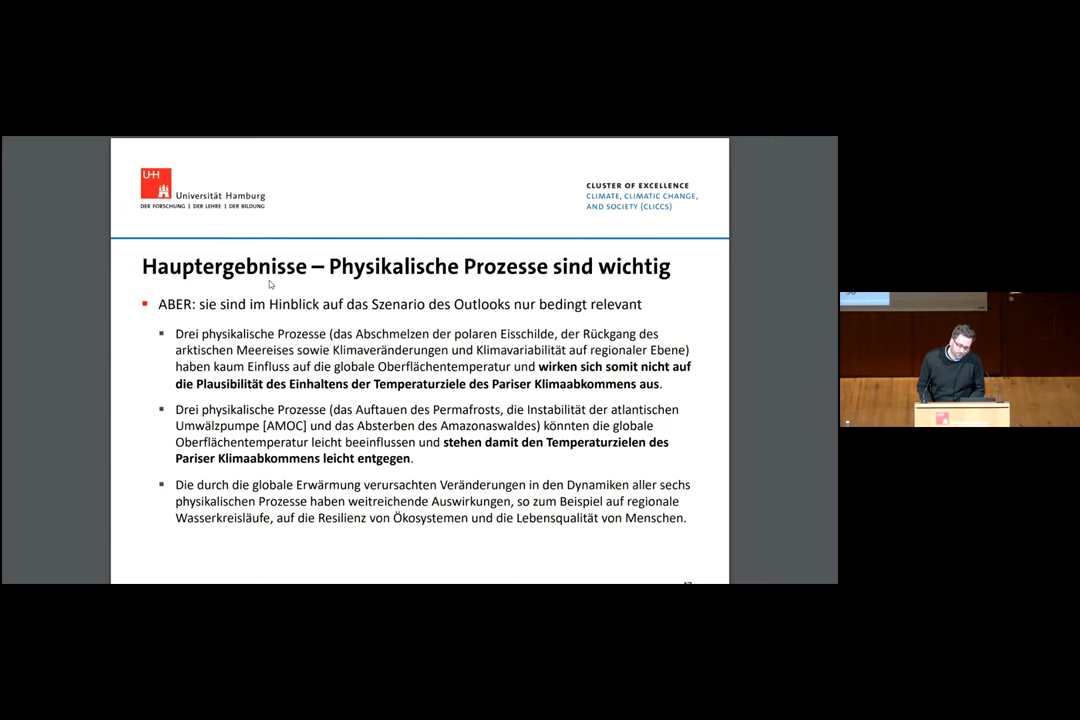 UHH
Universität Hamburg
DER FORSCHUNG | DER LEHRE | DER BILDUNG
CLUSTER OF EXCELLENCE
CLIMATE, CLIMATIC CHANGE,
AND SOCIETY (CLICCS)
Hauptergebnisse – Physikalische Prozesse sind wichtig
ABER: sie sind im Hinblick auf das Szenario des Outlooks nur bedingt relevant
Drei physikalische Prozesse (das Abschmelzen der polaren Eisschilde, der Rückgang des
arktischen Meereises sowie Klimaveränderungen und Klimavariabilität auf regionaler Ebene)
haben kaum Einfluss auf die globale Oberflächentemperatur und wirken sich somit nicht auf
die Plausibilität des Einhaltens der Temperaturziele des Pariser Klimaabkommens aus.
Drei physikalische Prozesse (das Auftauen des Permafrosts, die Instabilität der atlantischen
Umwälzpumpe [AMOC] und das Absterben des Amazonaswaldes) könnten die globale
Oberflächentemperatur leicht beeinflussen und stehen damit den Temperaturzielen des
Pariser Klimaabkommens leicht entgegen.
Die durch die globale Erwärmung verursachten Veränderungen in den Dynamiken aller sechs
physikalischen Prozesse haben weitreichende Auswirkungen, so zum Beispiel auf regionale
Wasserkreisläufe, auf die Resilienz von Ökosystemen und die Lebensqualität von Menschen.